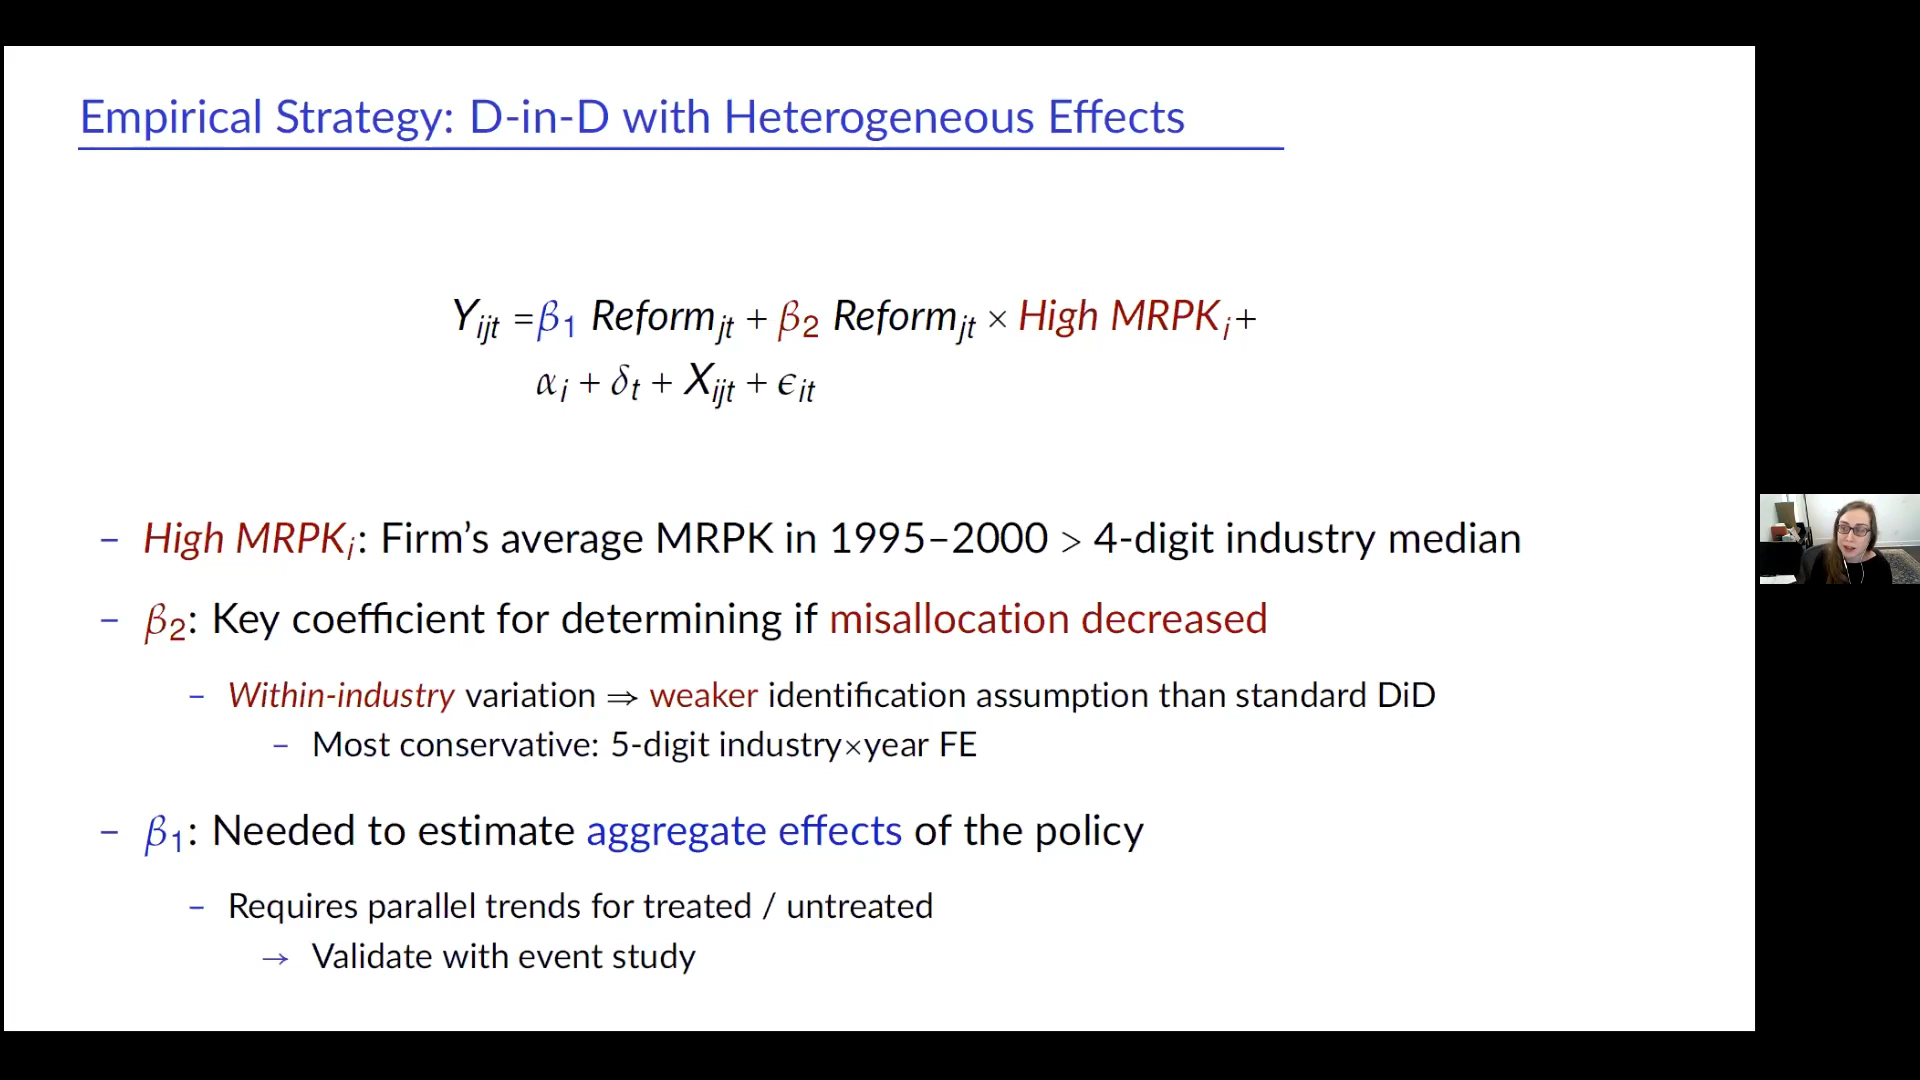 Empirical Strategy: D-in-D with Heterogeneous Effects
Y_ijt = β₁ Reform_jt + β₂ Reform_jt × High MRPK_i +
α_i + δ_t + X_ijt + ϵ_it
– High MRPK_i: Firm’s average MRPK in 1995–2000 > 4-digit industry median
– β₂: Key coefficient for determining if misallocation decreased
– Within-industry variation ⇒ weaker identification assumption than standard DiD
– Most conservative: 5-digit industry×year FE
– β₁: Needed to estimate aggregate effects of the policy
– Requires parallel trends for treated / untreated
→ Validate with event study